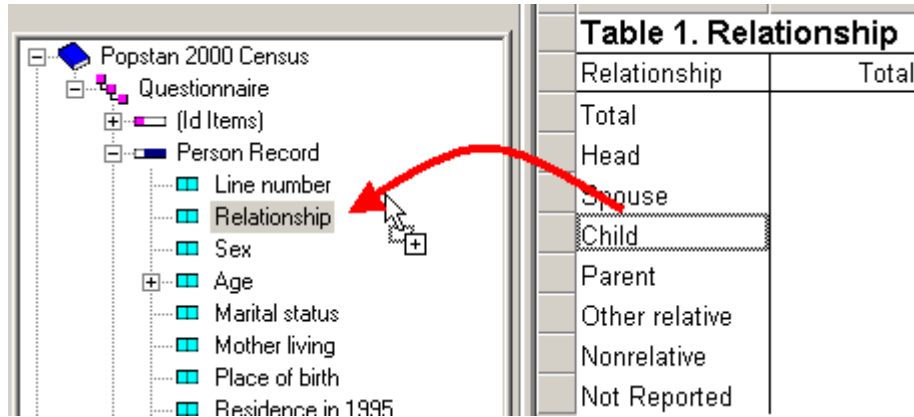 Popstan 2000 Census
Questionnaire
(Id Items)
Person Record
Line number
Relationship
Sex
Age
Marital status
Mother living
Place of birth
Residence in 1995
Table 1. Relationship
Relationship Total
Total
Head
Spouse
Child
Parent
Other relative
Nonrelative
Not Reported